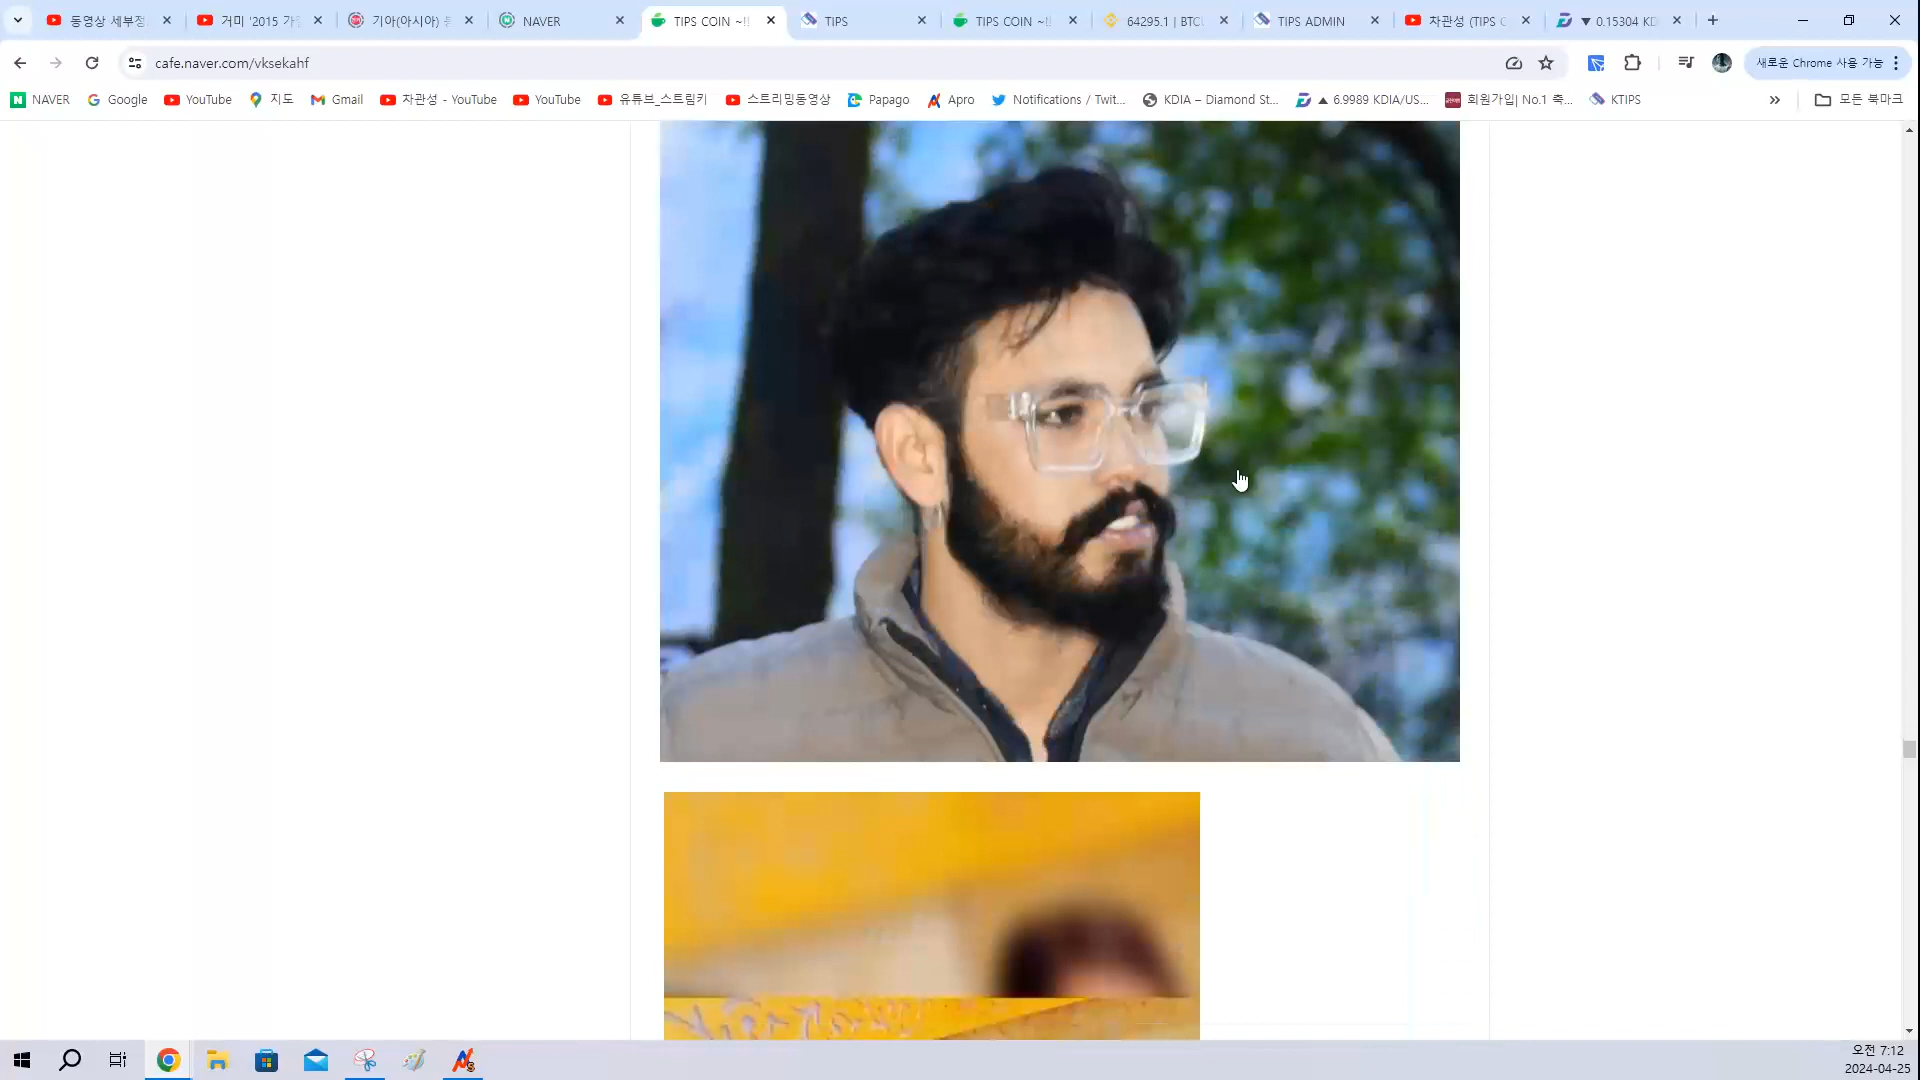 동영상 세부정
거미 '2015 가을
기아(아시아) 
NAVER
TIPS COIN ~!!
TIPS
TIPS COIN ~!!
64295.1 | BTCU
TIPS ADMIN
차관성 (TIPS C
▼ 0.15304 KD
cafe.naver.com/vksekahf
새로운 Chrome 사용 가능
NAVER
Google
YouTube
지도
Gmail
차관성 - YouTube
YouTube
유튜브_스트림키
스트리밍동영상
Papago
Apro
Notifications / Twit...
KDIA – Diamond St...
▲ 6.9989 KDIA/US...
회원가입| No.1 축...
KTIPS
»
모든 북마크
오전 7:12
2024-04-25